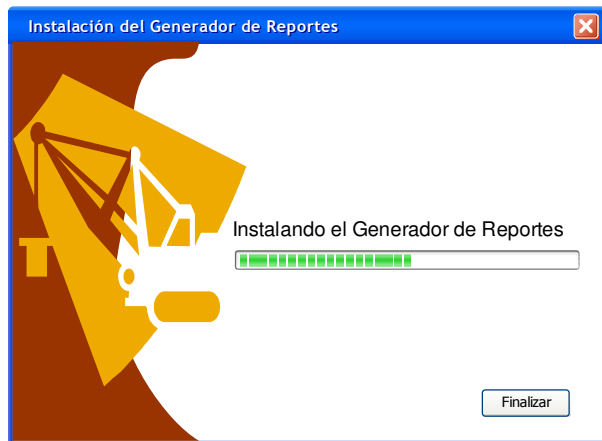 Instalación del Generador de Reportes
Instalando el Generador de Reportes
Finalizar